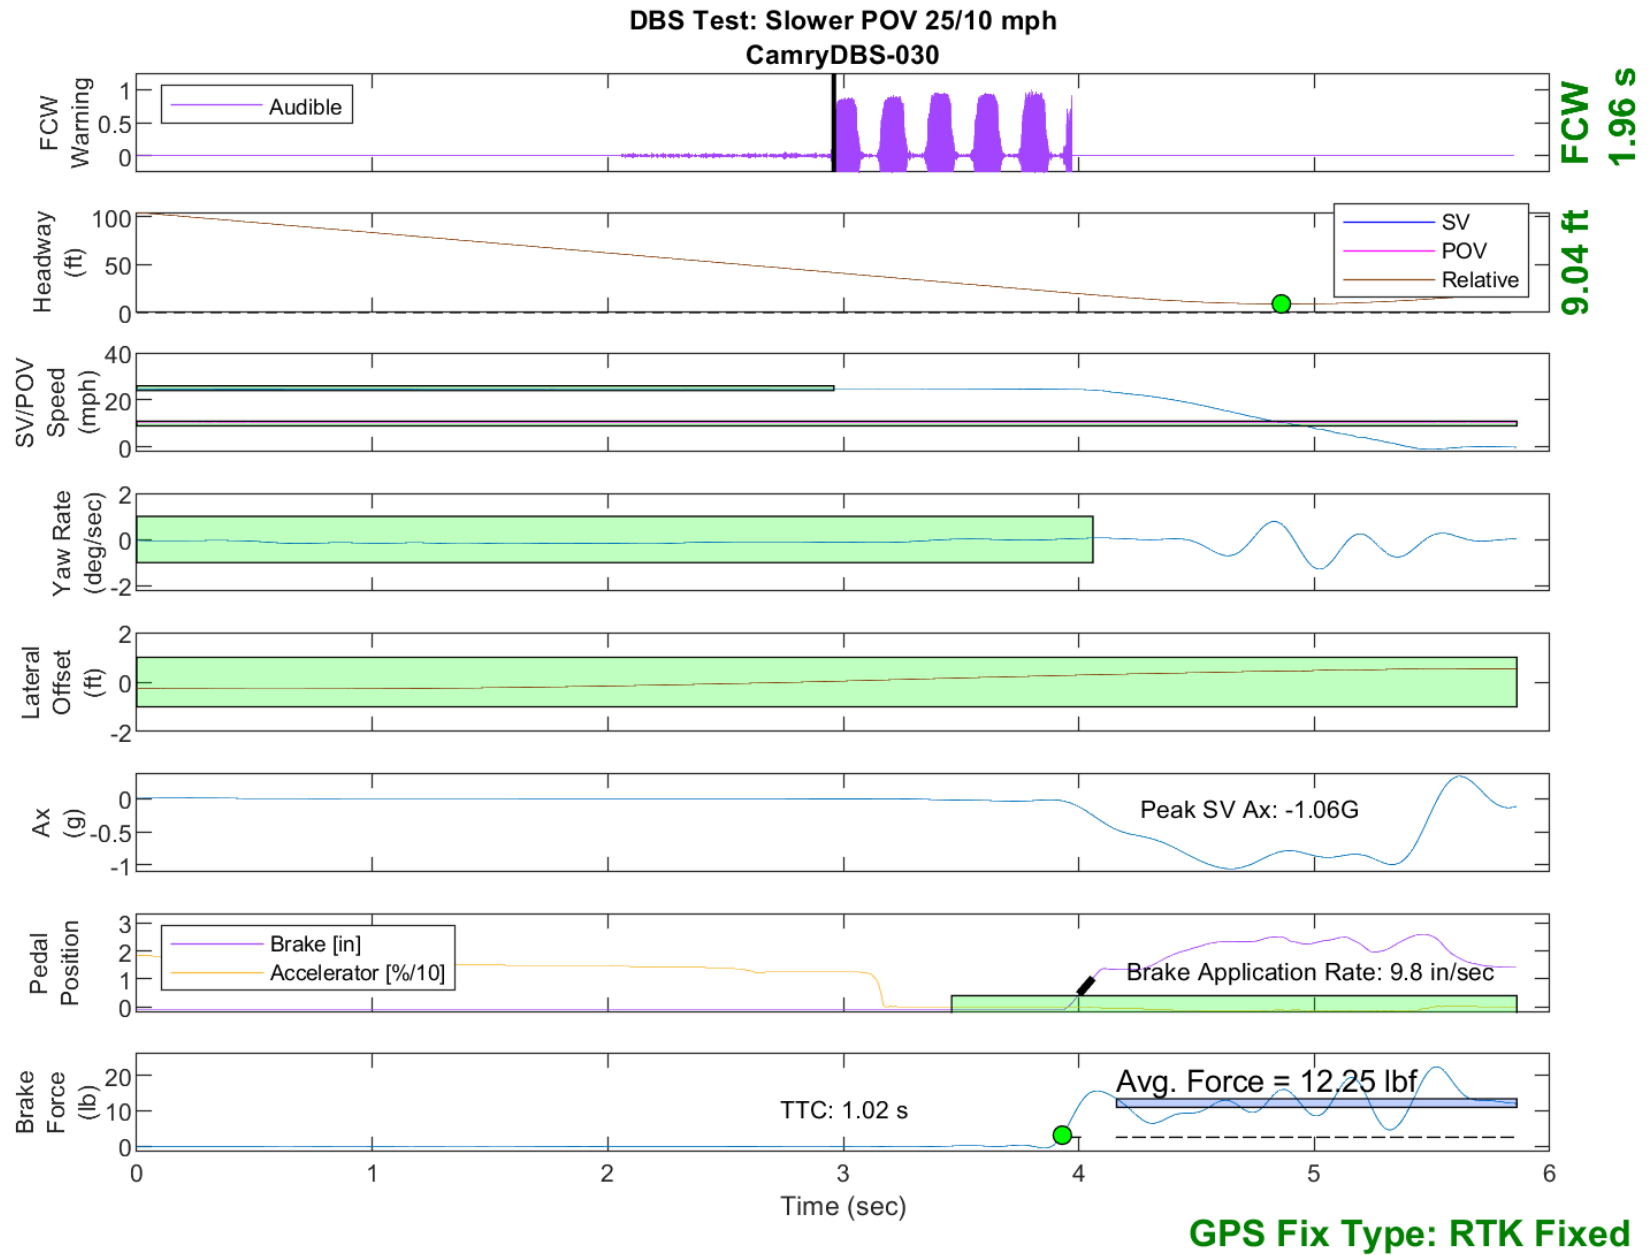 DBS Test: Slower POV 25/10 mph
CamryDBS-030
FCW
Warning
1
0.5
0
Audible
FCW
1.96 s
Headway
(ft)
100
50
0
SV
POV
Relative
9.04 ft
SV/POV
Speed
(mph)
40
20
0
Yaw Rate
(deg/sec)
2
0
-2
Lateral
Offset
(ft)
2
0
-2
Ax
(g)
0
-0.5
-1
Peak SV Ax: -1.06G
Pedal
Position
3
2
1
0
Brake [in]
Accelerator [%/10]
Brake Application Rate: 9.8 in/sec
Brake
Force
(lb)
20
10
0
TTC: 1.02 s
Avg. Force = 12.25 lbf
0 1 2 3 4 5 6
Time (sec)
GPS Fix Type: RTK Fixed